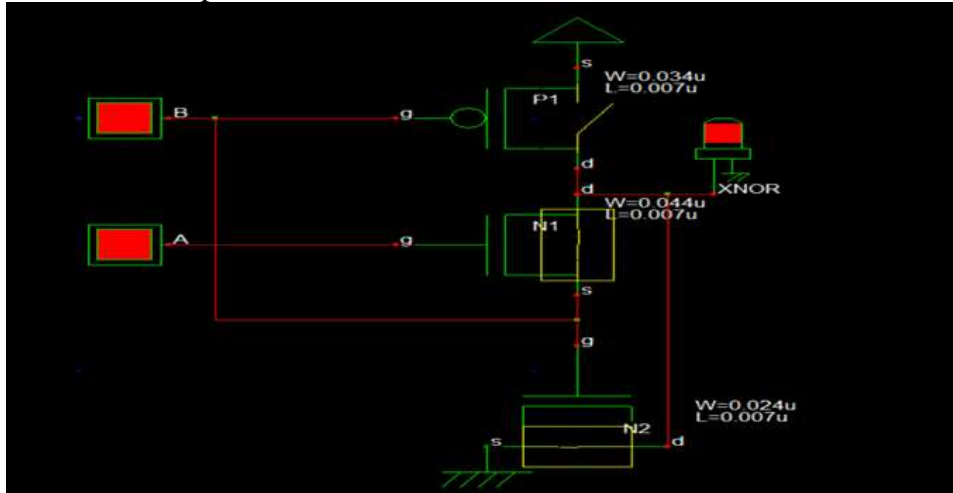 s
W=0.034u
L=0.007u
P1
B
g
d
d
XNOR
W=0.044u
L=0.007u
N1
A
g
s
g
W=0.024u
L=0.007u
N2
s
d